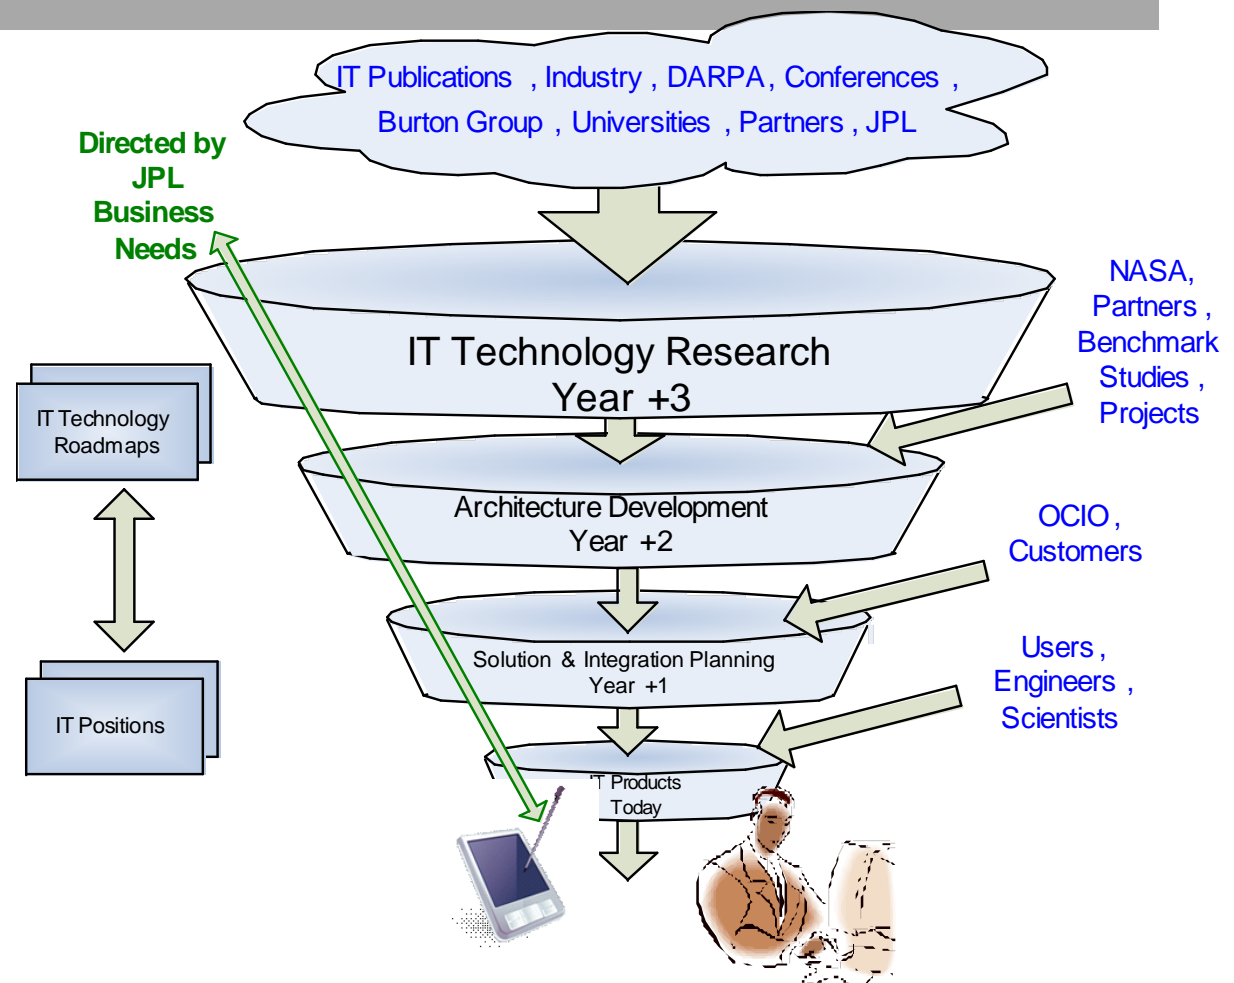 IT Publications , Industry , DARPA, Conferences ,
Burton Group , Universities , Partners , JPL
Directed by
JPL
Business
Needs
IT Technology Research
Year +3
NASA,
Partners ,
Benchmark
Studies ,
Projects
IT Technology
Roadmaps
Architecture Development
Year +2
OCIO ,
Customers
Solution & Integration Planning
Year +1
Users ,
Engineers ,
Scientists
IT Positions
IT Products
Today